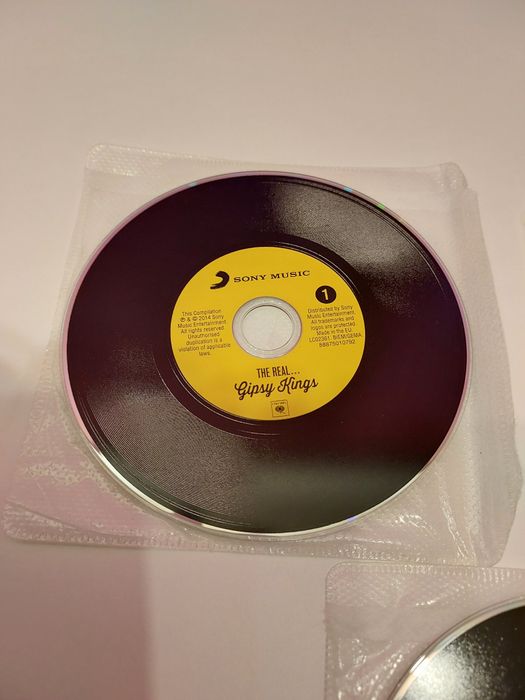 SONY MUSIC
1
This Compilation
℗ & © 2014 Sony
Music Entertainment.
All rights reserved
Unauthorised
duplication is a
violation of applicable
laws.
Distributed by Sony
Music Entertainment.
All trademarks and
logos are protected
Made in the EU.
LC02361. BIEM/GEMA.
88875010792
THE REAL...
Gipsy Kings